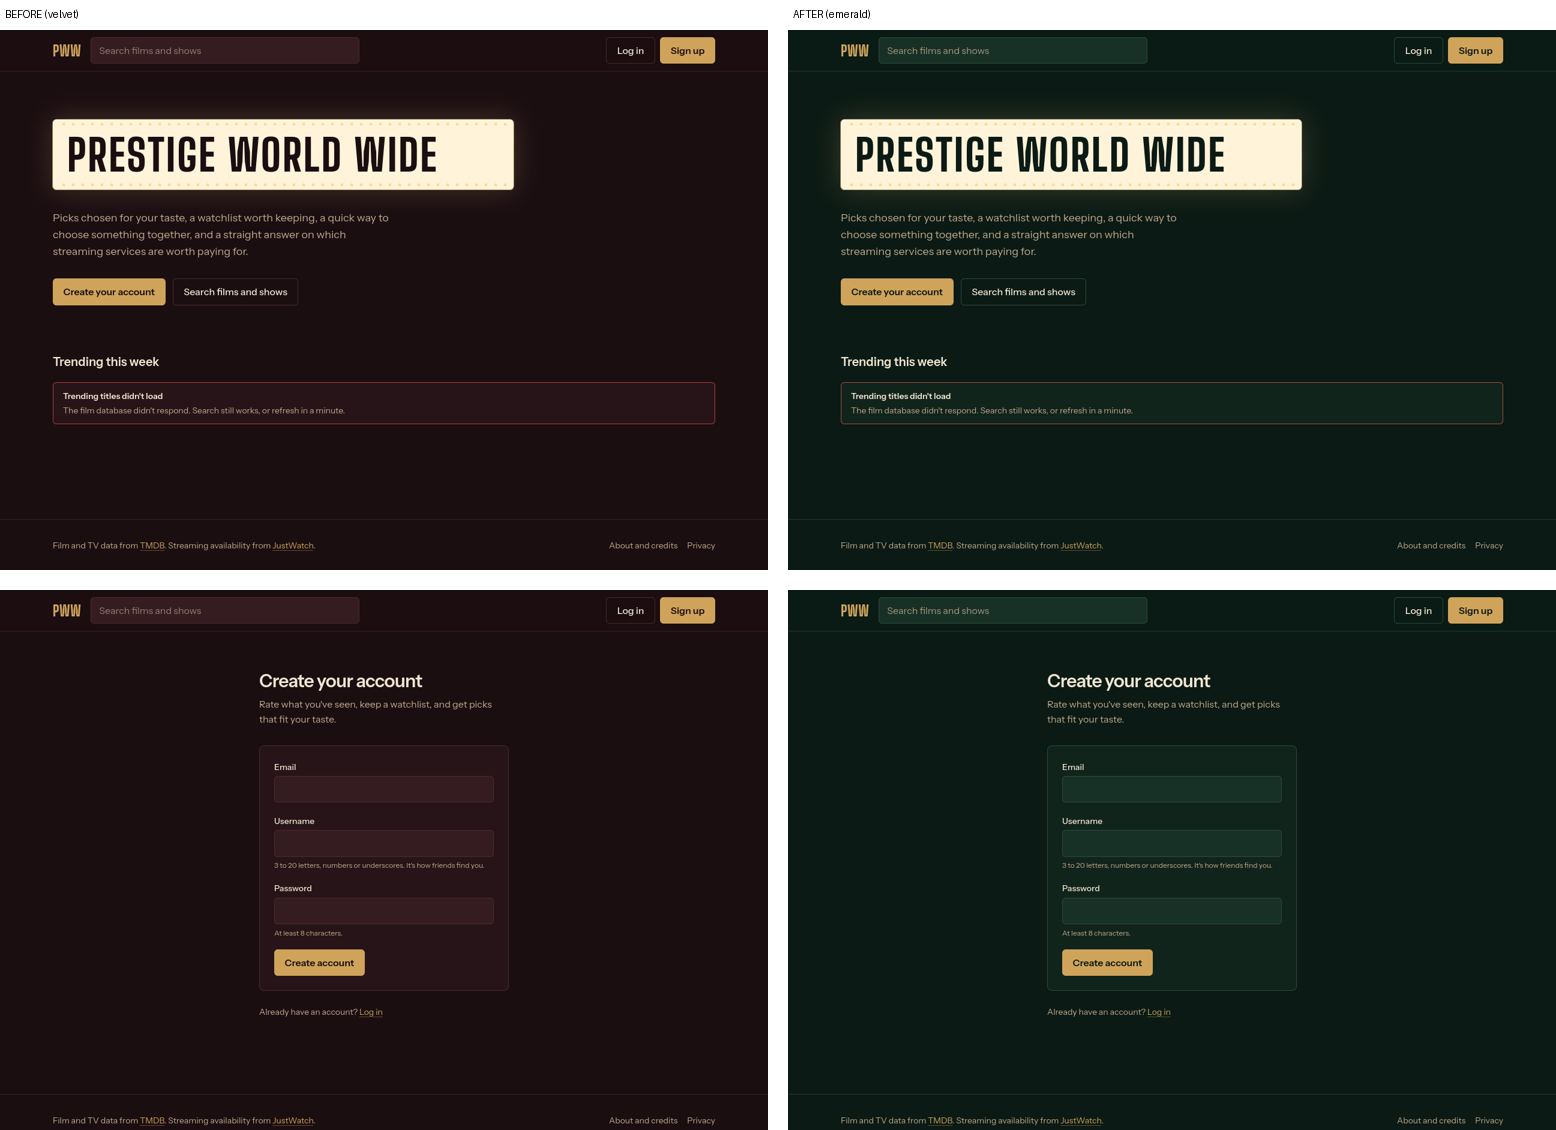 BEFORE (velvet)
PWW
Search films and shows
Log in
Sign up
PRESTIGE WORLD WIDE
Picks chosen for your taste, a watchlist worth keeping, a quick way to
choose something together, and a straight answer on which
streaming services are worth paying for.
Create your account
Search films and shows
Trending this week
Trending titles didn't load
The film database didn't respond. Search still works, or refresh in a minute.
Film and TV data from TMDB. Streaming availability from JustWatch.
About and credits
Privacy
AFTER (emerald)
PWW
Search films and shows
Log in
Sign up
PRESTIGE WORLD WIDE
Picks chosen for your taste, a watchlist worth keeping, a quick way to
choose something together, and a straight answer on which
streaming services are worth paying for.
Create your account
Search films and shows
Trending this week
Trending titles didn't load
The film database didn't respond. Search still works, or refresh in a minute.
Film and TV data from TMDB. Streaming availability from JustWatch.
About and credits
Privacy
PWW
Search films and shows
Log in
Sign up
Create your account
Rate what you've seen, keep a watchlist, and get picks
that fit your taste.
Email
Username
3 to 20 letters, numbers or underscores. It's how friends find you.
Password
At least 8 characters.
Create account
Already have an account? Log in
Film and TV data from TMDB. Streaming availability from JustWatch.
About and credits
Privacy
PWW
Search films and shows
Log in
Sign up
Create your account
Rate what you've seen, keep a watchlist, and get picks
that fit your taste.
Email
Username
3 to 20 letters, numbers or underscores. It's how friends find you.
Password
At least 8 characters.
Create account
Already have an account? Log in
Film and TV data from TMDB. Streaming availability from JustWatch.
About and credits
Privacy